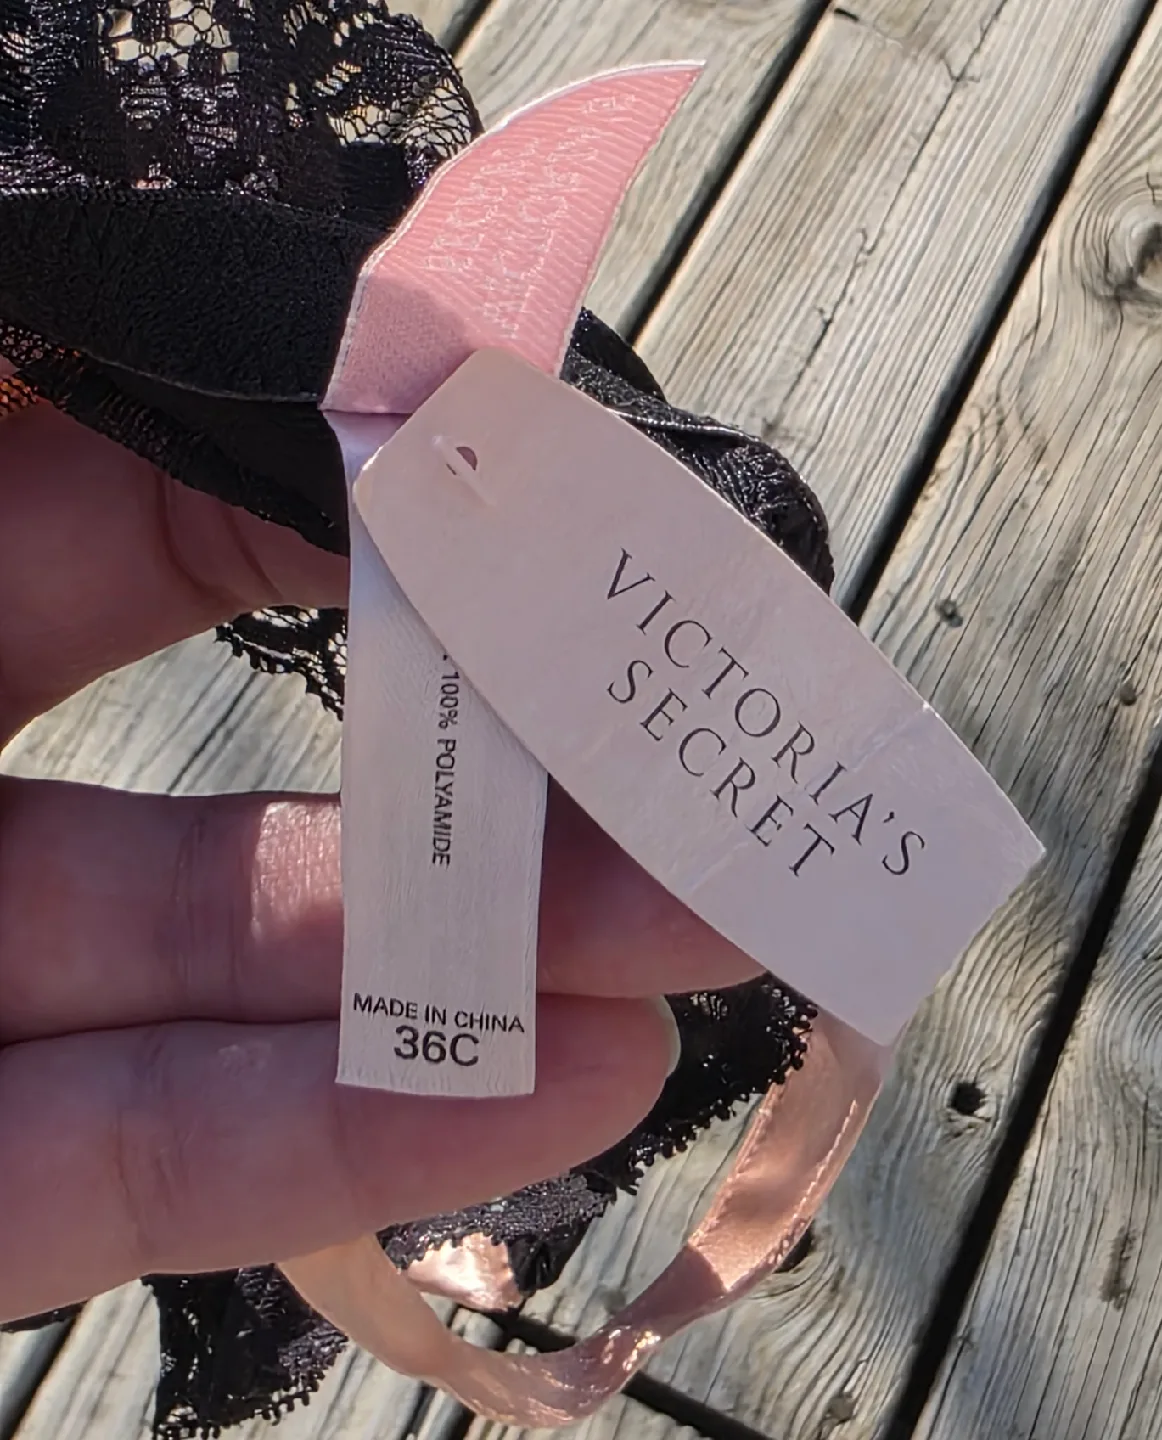 VICTORIA'S
SECRET
100% POLYAMIDE
MADE IN CHINA
36C